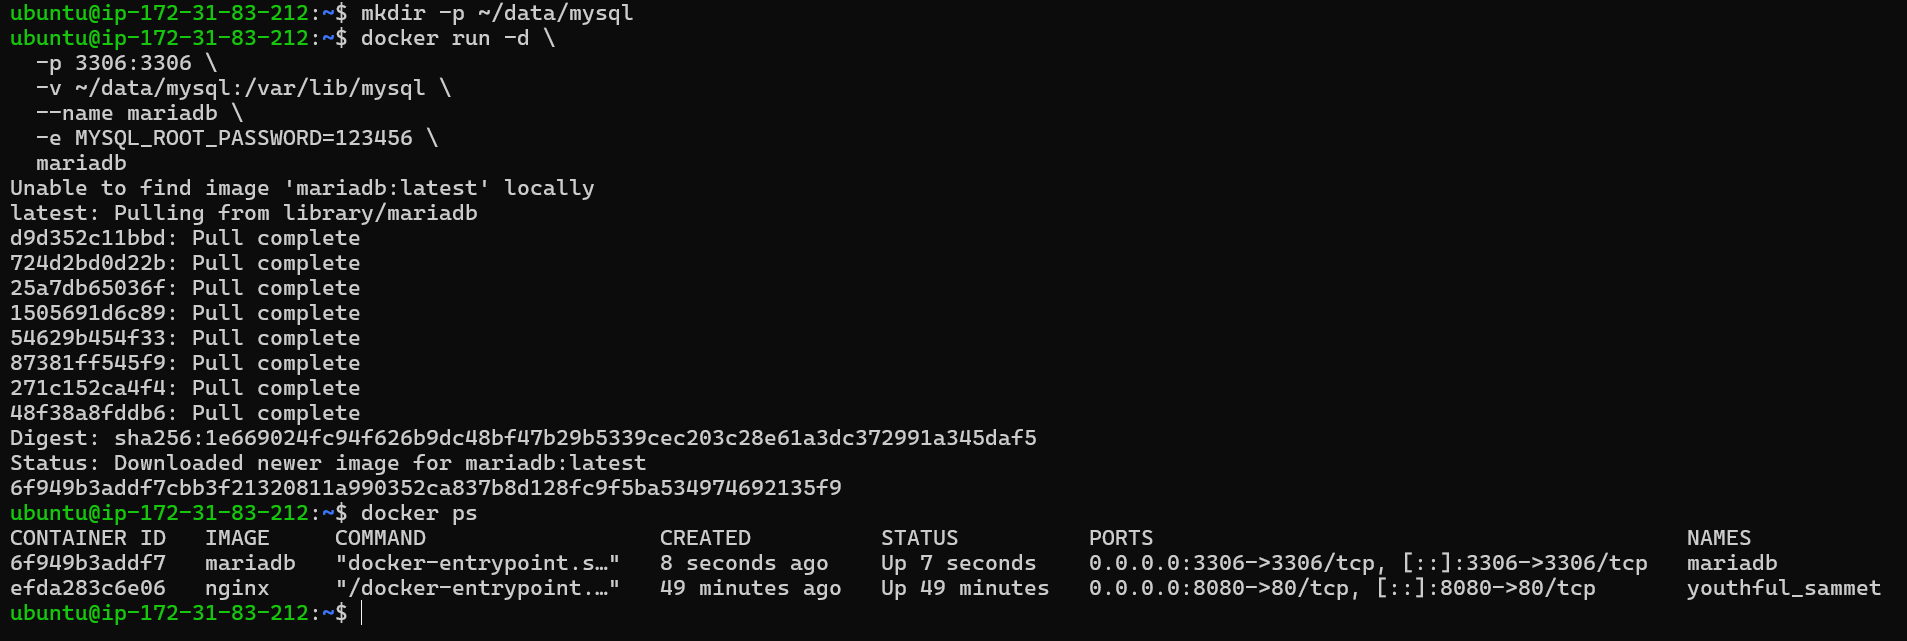 ubuntu@ip-172-31-83-212:~$ mkdir -p ~/data/mysql
ubuntu@ip-172-31-83-212:~$ docker run -d \
  -p 3306:3306 \
  -v ~/data/mysql:/var/lib/mysql \
  --name mariadb \
  -e MYSQL_ROOT_PASSWORD=123456 \
  mariadb
Unable to find image 'mariadb:latest' locally
latest: Pulling from library/mariadb
d9d352c11bbd: Pull complete
724d2bd0d22b: Pull complete
25a7db65036f: Pull complete
1505691d6c89: Pull complete
54629b454f33: Pull complete
87381ff545f9: Pull complete
271c152ca4f4: Pull complete
48f38a8fddb6: Pull complete
Digest: sha256:1e669024fc94f626b9dc48bf47b29b5339cec203c28e61a3dc372991a345daf5
Status: Downloaded newer image for mariadb:latest
6f949b3addf7cbb3f21320811a990352ca837b8d128fc9f5ba534974692135f9
ubuntu@ip-172-31-83-212:~$ docker ps
CONTAINER ID   IMAGE     COMMAND                  CREATED          STATUS          PORTS                                         NAMES
6f949b3addf7   mariadb   "docker-entrypoint.s…"   8 seconds ago    Up 7 seconds    0.0.0.0:3306->3306/tcp, [::]:3306->3306/tcp   mariadb
efda283c6e06   nginx     "/docker-entrypoint.…"   49 minutes ago   Up 49 minutes   0.0.0.0:8080->80/tcp, [::]:8080->80/tcp       youthful_sammet
ubuntu@ip-172-31-83-212:~$